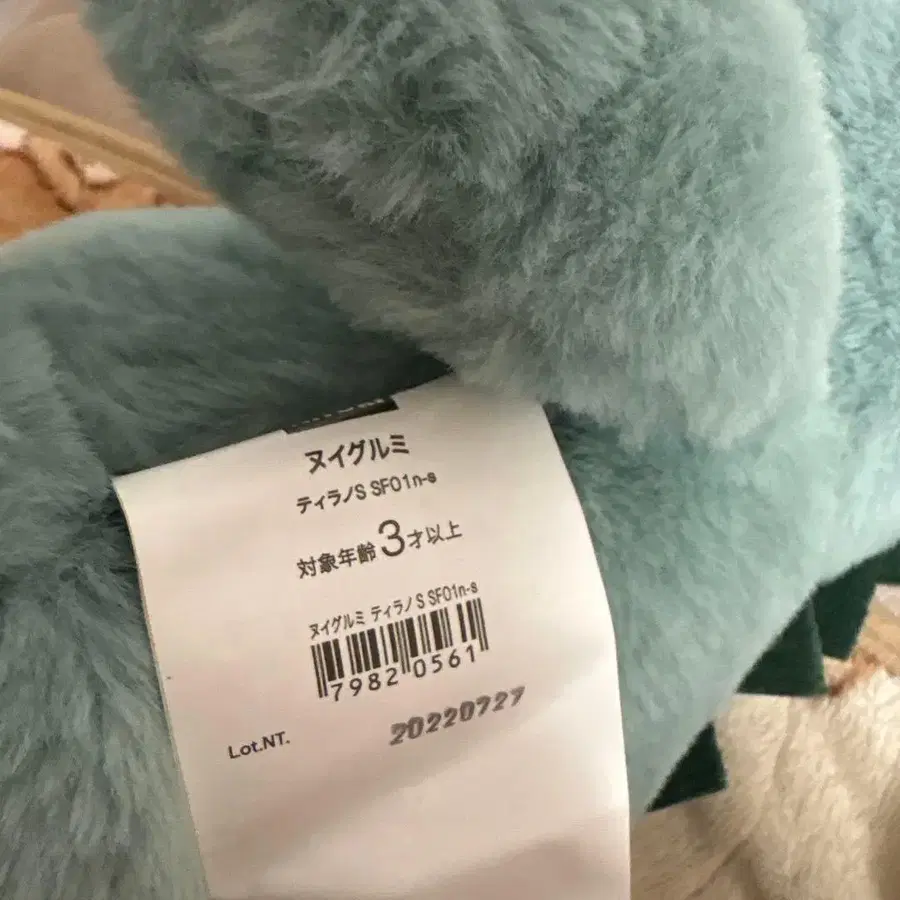 ヌイグルミ
ティラノS SF01n-s
対象年齢3才以上
ヌイグルミ ティラノS SF01n-s
7982 0561
Lot.NT.
20220727